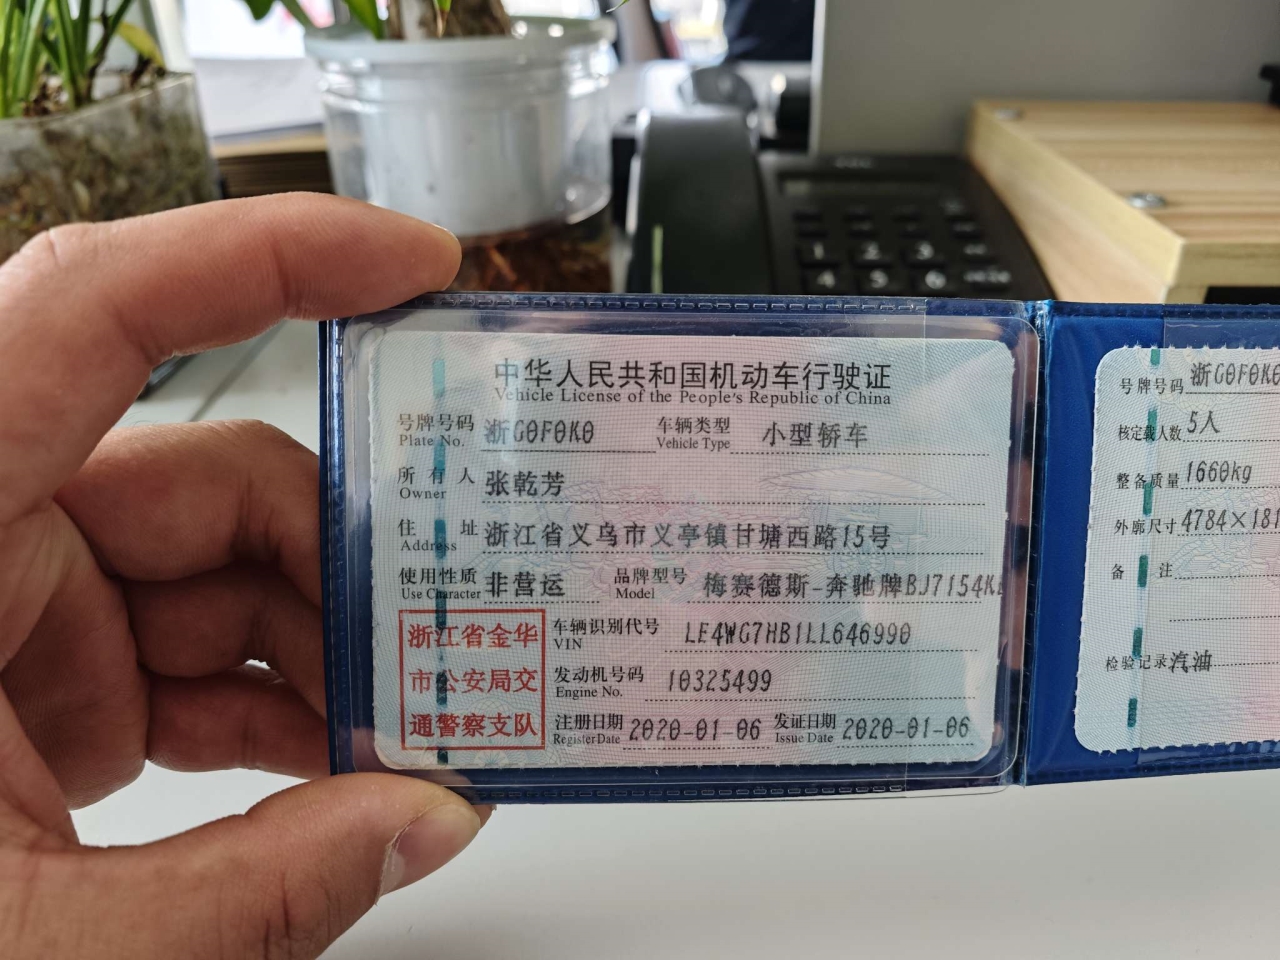 中华人民共和国机动车行驶证
Vehicle License of the People's Republic of China
号牌号码 浙G0F0K0 车辆类型 小型轿车
Plate No. Vehicle Type
所有人 张乾芳
Owner
住址 浙江省义乌市义亭镇甘塘西路15号
Address
使用性质 非营运 品牌型号 梅赛德斯-奔驰牌BJ7154K
Use Character Model
浙江省金华
市公安局交
通警察支队
车辆识别代号 LE4WG7HB1LL646990
VIN
发动机号码 10325499
Engine No.
注册日期 2020-01-06 发证日期 2020-01-06
Register Date Issue Date
号牌号码 浙G0F0K0
核定载人数 5人
整备质量 1660kg
外廓尺寸 4784×181
备注
检验记录 汽油
1 2 3
4 5 6